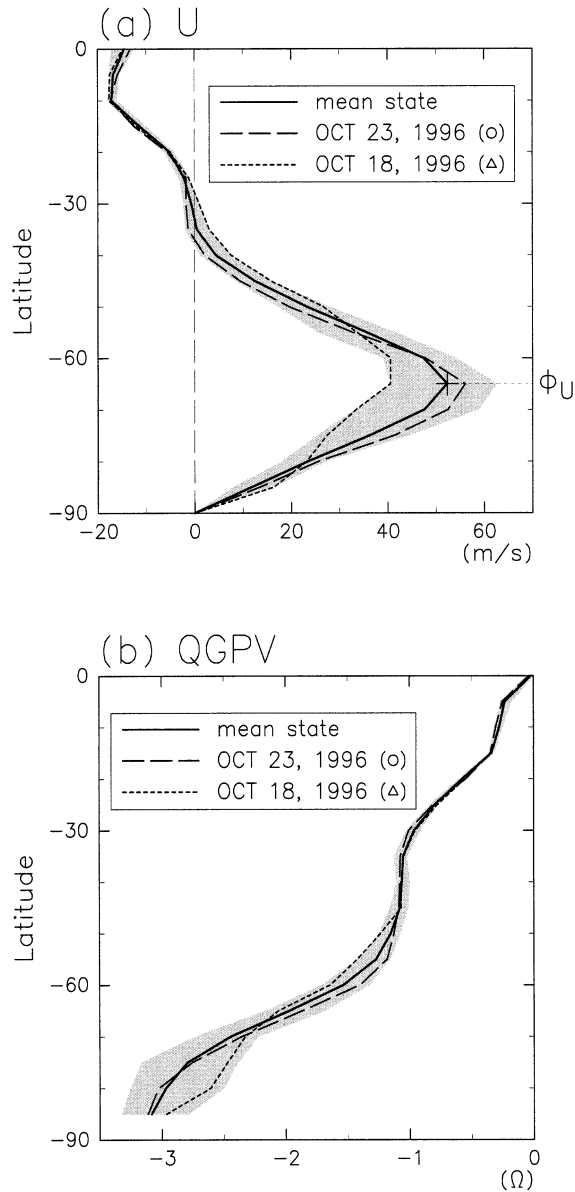 (a) U
0
-30
-60
-90
Latitude
mean state
OCT 23, 1996 (○)
OCT 18, 1996 (△)
ϕU
-20
0
20
40
60
(m/s)
(b) QGPV
0
-30
-60
-90
Latitude
mean state
OCT 23, 1996 (○)
OCT 18, 1996 (△)
-3
-2
-1
0
(Ω)